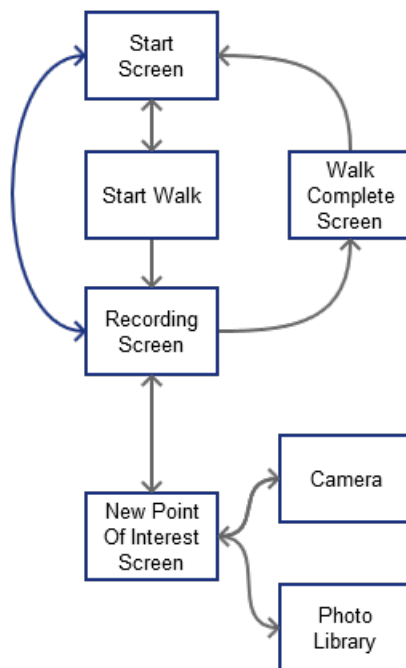 Start
Screen
Start Walk
Walk
Complete
Screen
Recording
Screen
New Point
Of Interest
Screen
Camera
Photo
Library